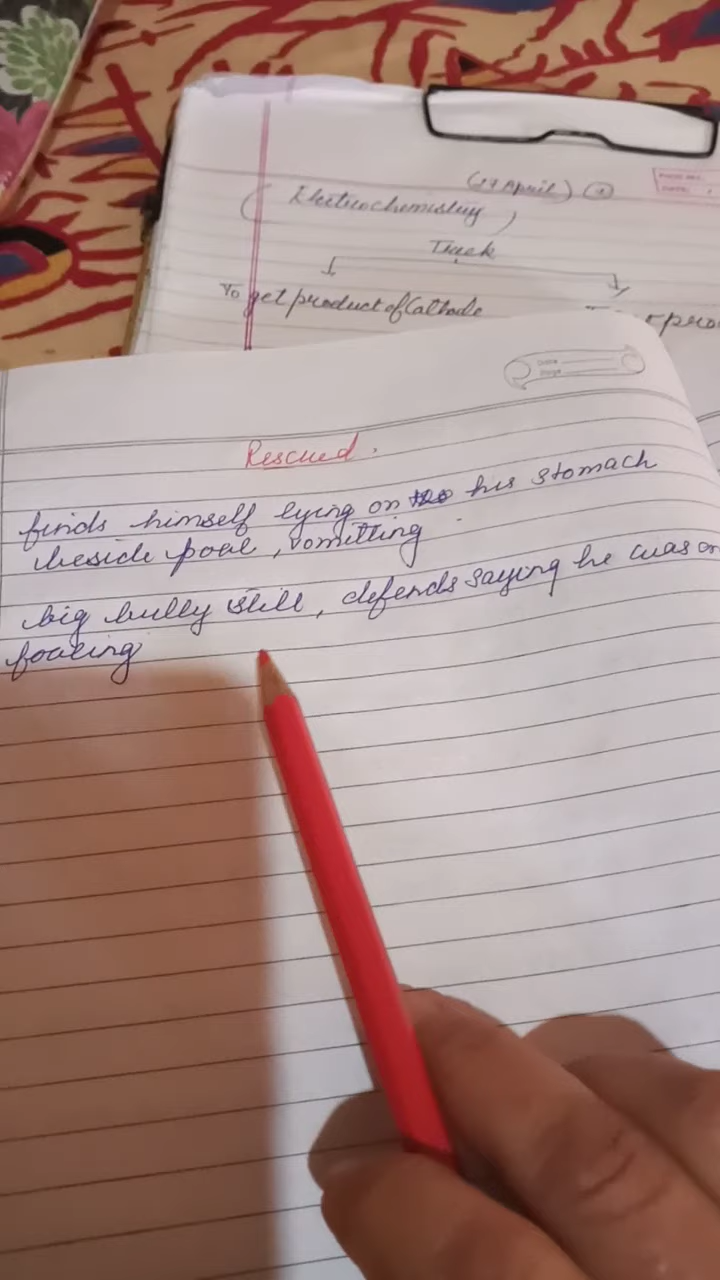 (19 April)
(Electrochemistry)
Trick
To get product of Cathode
Rescued.
finds himself lying on his stomach
beside pool, vomitting
big bully still, defends saying he was on
fooling